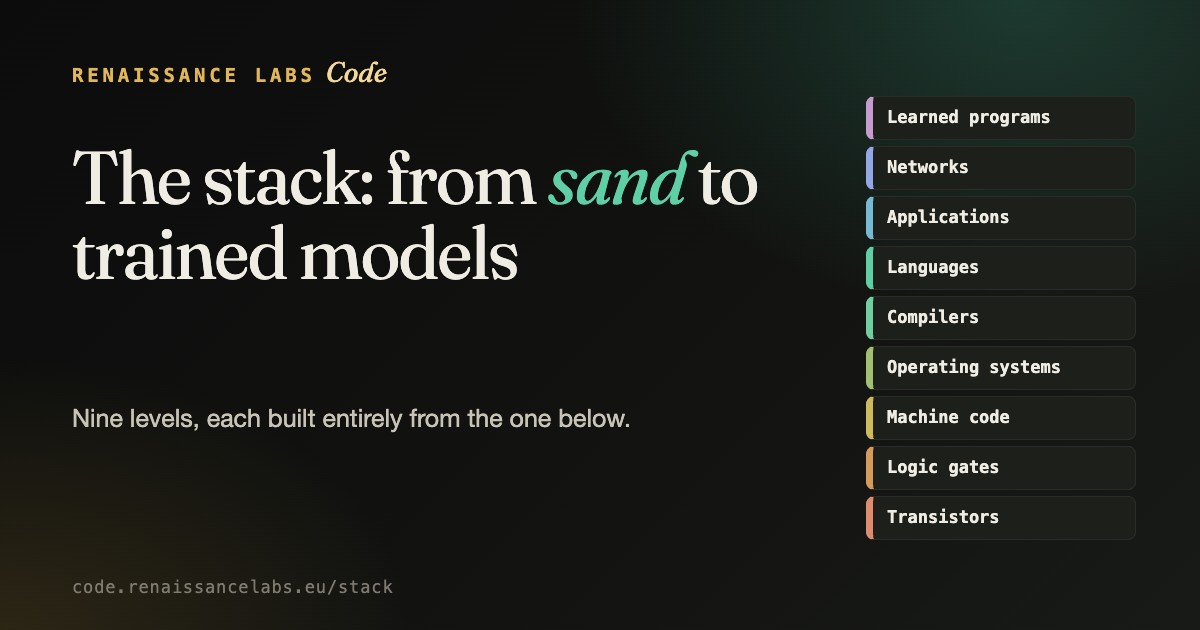 RENAISSANCE LABS Code
The stack: from sand to
trained models
Nine levels, each built entirely from the one below.
code.renaissancelabs.eu/stack
Learned programs
Networks
Applications
Languages
Compilers
Operating systems
Machine code
Logic gates
Transistors